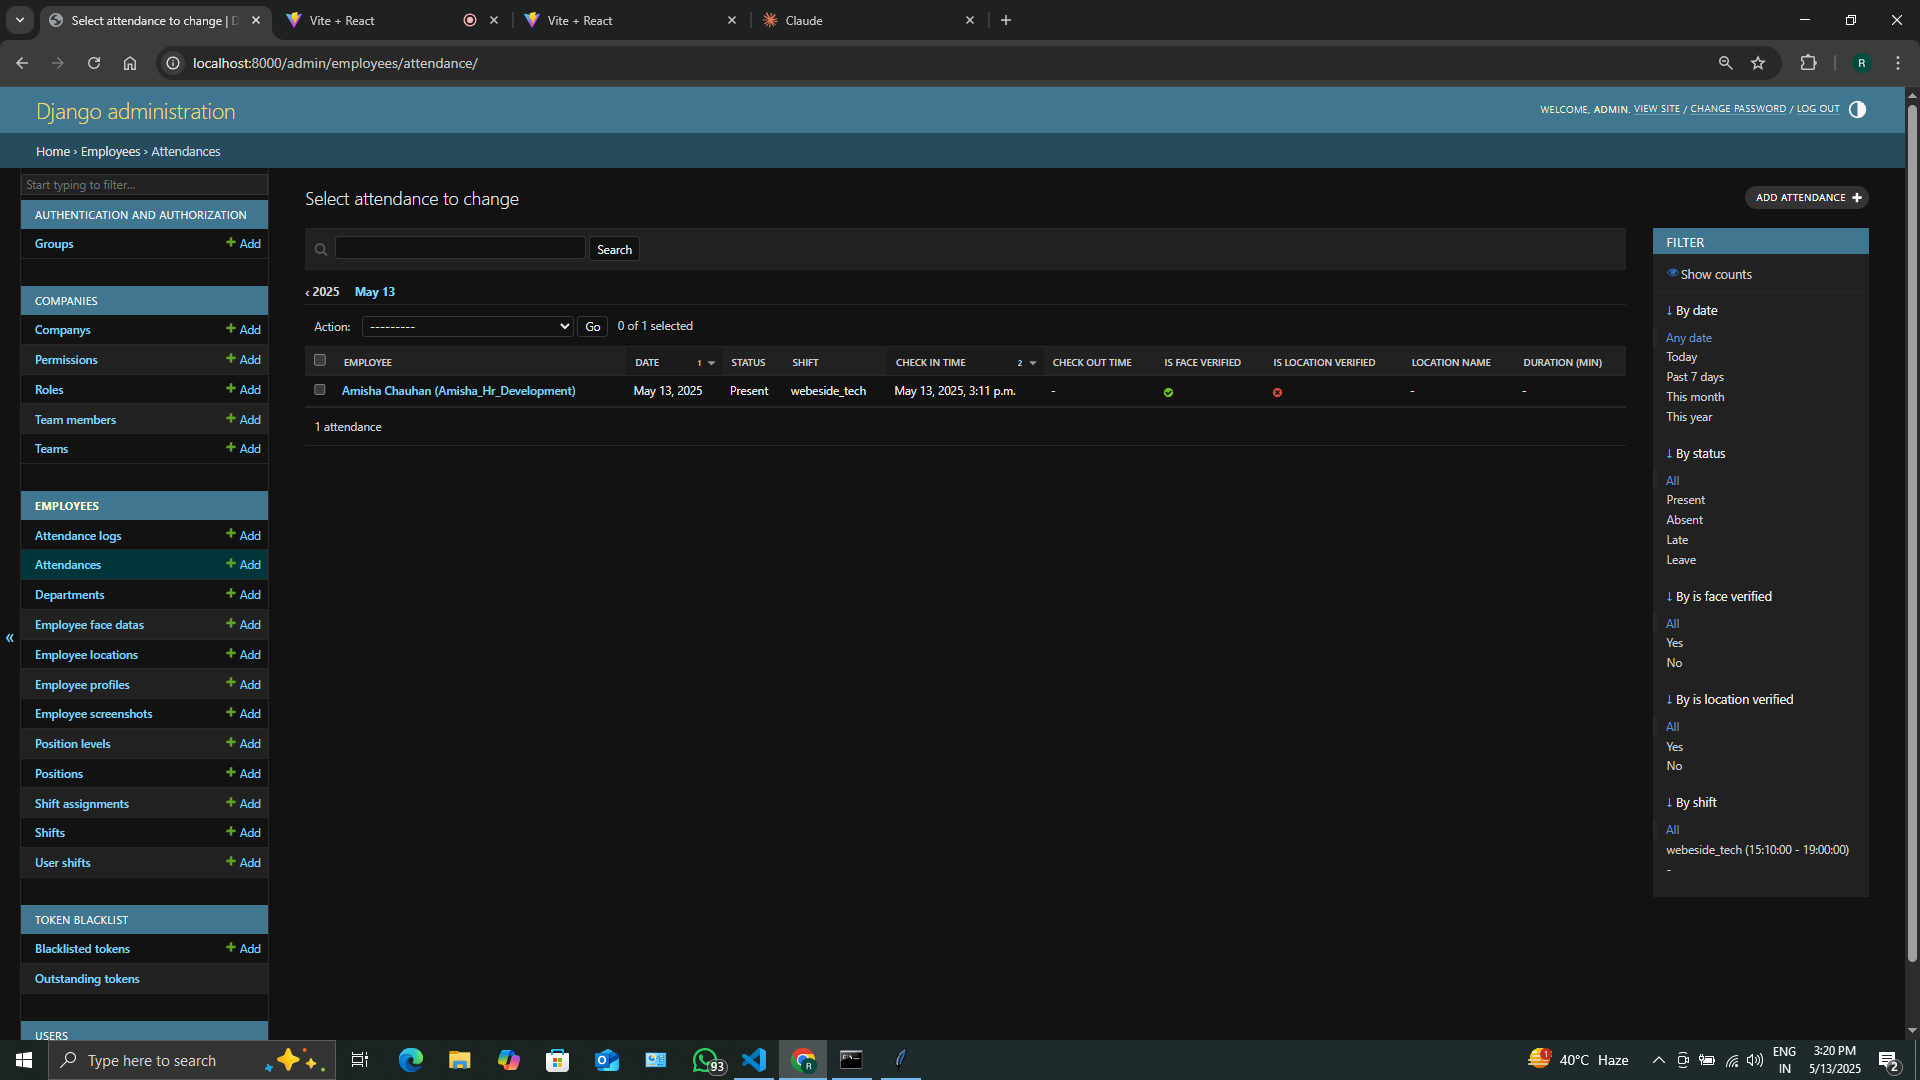 Select attendance to change | D
Vite + React
Vite + React
Claude
localhost:8000/admin/employees/attendance/
R
Django administration
WELCOME, ADMIN. VIEW SITE / CHANGE PASSWORD / LOG OUT
Home › Employees › Attendances
Start typing to filter...
AUTHENTICATION AND AUTHORIZATION
Groups + Add
COMPANIES
Companys + Add
Permissions + Add
Roles + Add
Team members + Add
Teams + Add
EMPLOYEES
Attendance logs + Add
Attendances + Add
Departments + Add
Employee face datas + Add
Employee locations + Add
Employee profiles + Add
Employee screenshots + Add
Position levels + Add
Positions + Add
Shift assignments + Add
Shifts + Add
User shifts + Add
TOKEN BLACKLIST
Blacklisted tokens + Add
Outstanding tokens
USERS
«
Select attendance to change
ADD ATTENDANCE +
Search
‹ 2025 May 13
Action: --------- Go 0 of 1 selected
EMPLOYEE DATE 1 STATUS SHIFT CHECK IN TIME 2 CHECK OUT TIME IS FACE VERIFIED IS LOCATION VERIFIED LOCATION NAME DURATION (MIN)
Amisha Chauhan (Amisha_Hr_Development) May 13, 2025 Present webeside_tech May 13, 2025, 3:11 p.m. - - -
1 attendance
FILTER
Show counts
↓ By date
Any date
Today
Past 7 days
This month
This year
↓ By status
All
Present
Absent
Late
Leave
↓ By is face verified
All
Yes
No
↓ By is location verified
All
Yes
No
↓ By shift
All
webeside_tech (15:10:00 - 19:00:00)
-
Type here to search
93
R
1
40°C Haze
ENG
IN
3:20 PM
5/13/2025
2